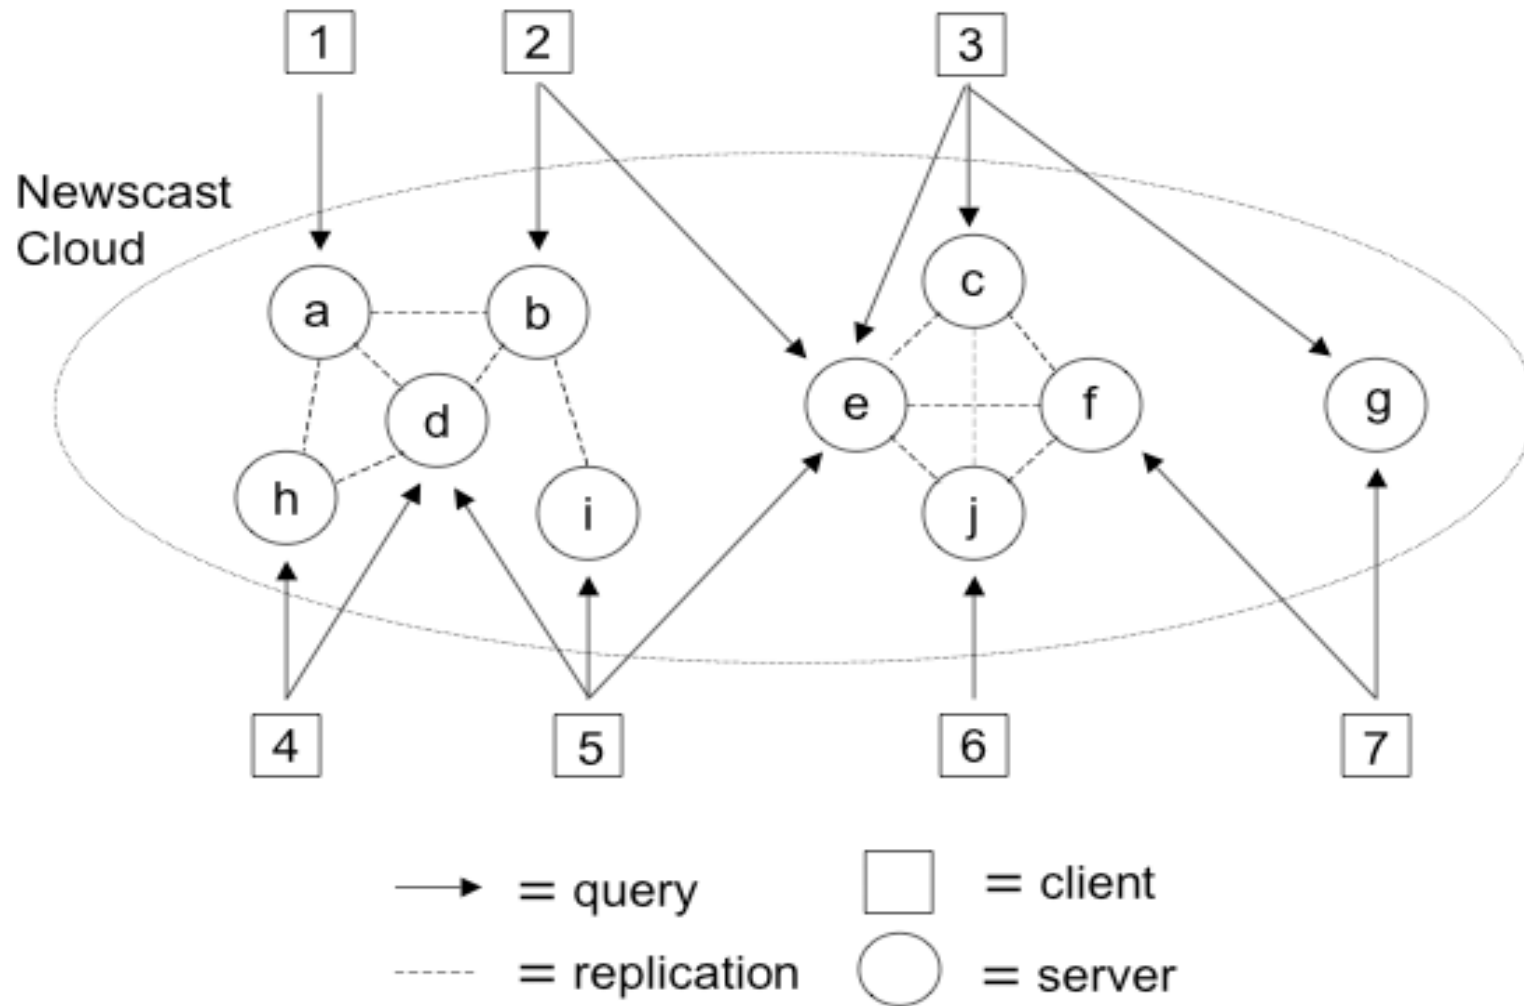 1
2
3
Newscast
Cloud
a
b
c
d
e
f
g
h
i
j
4
5
6
7
= query
= client
= replication
= server